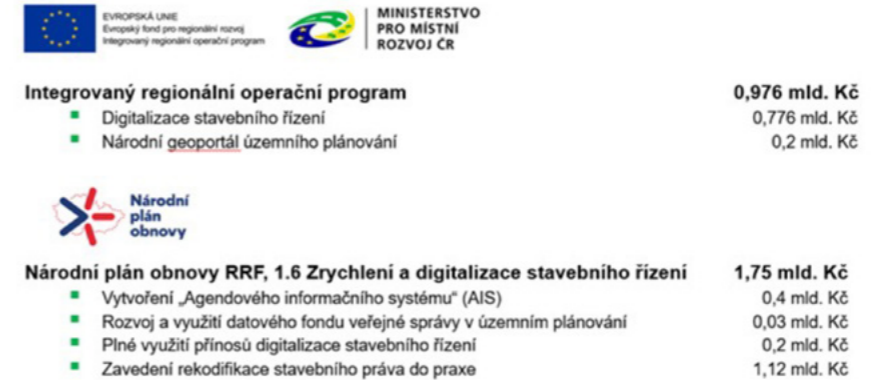 EVROPSKÁ UNIE
Evropský fond pro regionální rozvoj
Integrovaný regionální operační program
MINISTERSTVO
PRO MÍSTNÍ
ROZVOJ ČR
Integrovaný regionální operační program 0,976 mld. Kč
Digitalizace stavebního řízení 0,776 mld. Kč
Národní geoportál územního plánování 0,2 mld. Kč
Národní
plán
obnovy
Národní plán obnovy RRF, 1.6 Zrychlení a digitalizace stavebního řízení 1,75 mld. Kč
Vytvoření „Agendového informačního systému“ (AIS) 0,4 mld. Kč
Rozvoj a využití datového fondu veřejné správy v územním plánování 0,03 mld. Kč
Plné využití přínosů digitalizace stavebního řízení 0,2 mld. Kč
Zavedení rekodifikace stavebního práva do praxe 1,12 mld. Kč